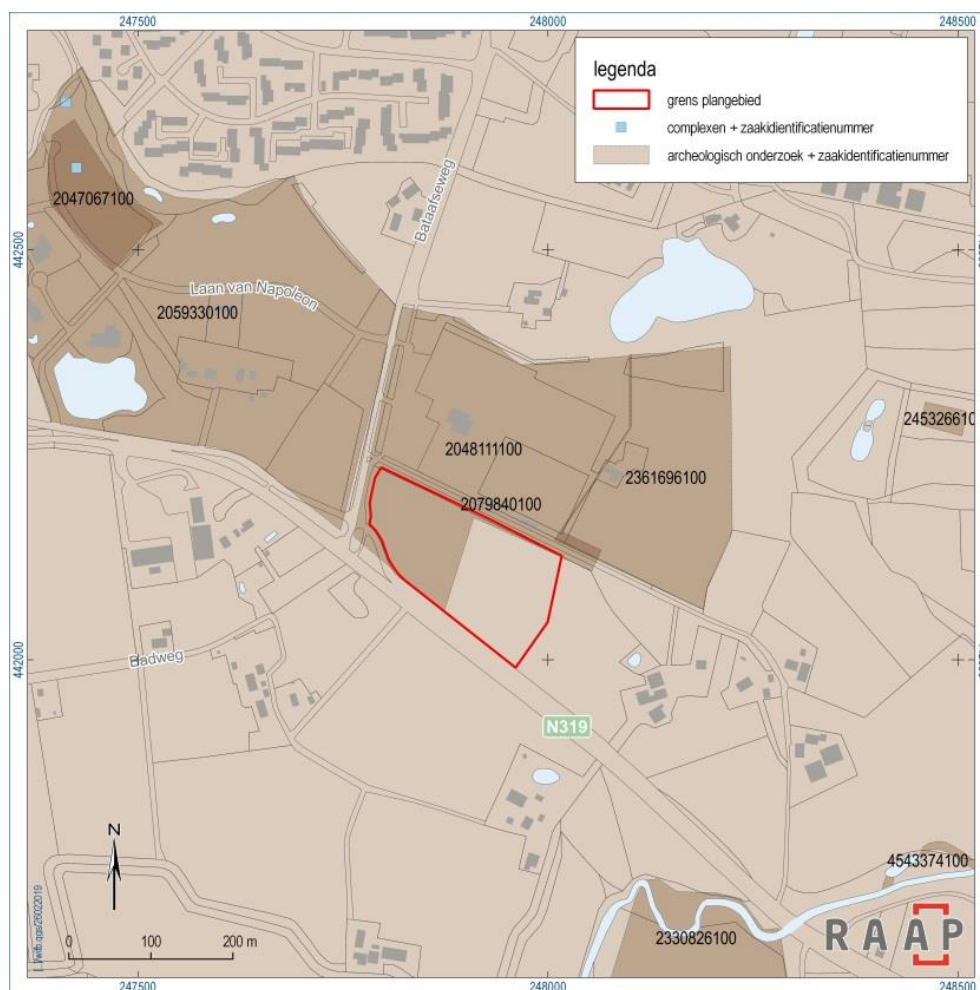 247500
248000
248500
legenda
grens plangebied
complexen + zaakidentificatienummer
archeologisch onderzoek + zaakidentificatienummer
2047067100
Bataafseweg
442500
Laan van Napoleon
2059330100
245326610
2048111100
2361696100
2079840100
442000
Badweg
N319
N
4543374100
0 100 200 m
2330826100
RAAP
247500
248000
248500